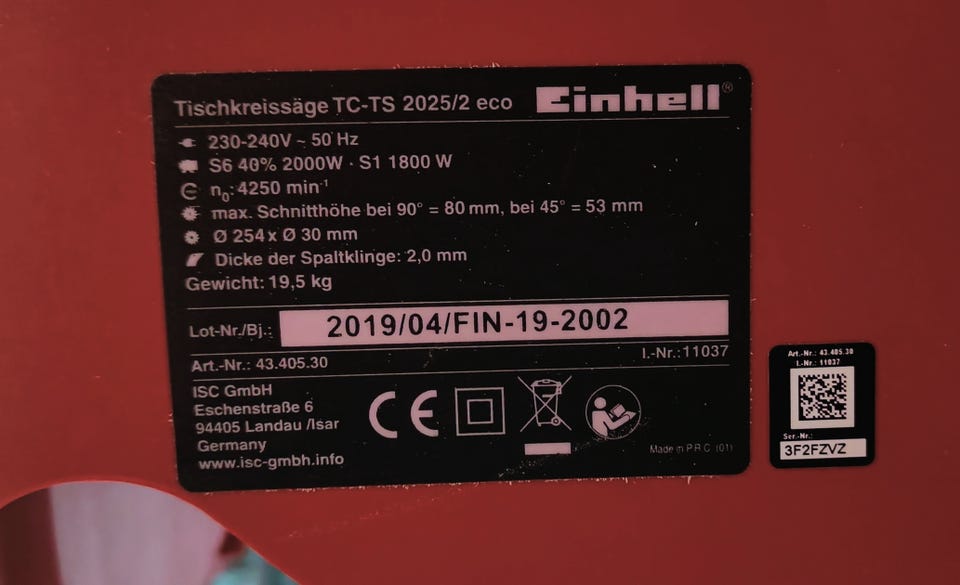 Tischkreissäge TC-TS 2025/2 eco Einhell®
230-240V ~ 50 Hz
S6 40% 2000W · S1 1800 W
n₀: 4250 min⁻¹
max. Schnitthöhe bei 90° = 80 mm, bei 45° = 53 mm
Ø 254 x Ø 30 mm
Dicke der Spaltklinge: 2,0 mm
Gewicht: 19,5 kg
Lot-Nr./Bj.: 2019/04/FIN-19-2002
Art.-Nr.: 43.405.30 I.-Nr.: 11037
ISC GmbH
Eschenstraße 6
94405 Landau /Isar
Germany
www.isc-gmbh.info
CE
Made in P.R.C. (01)
Art.-Nr.: 43.405.30
I.-Nr.: 11037
Ser.-Nr.:
3F2FZVZ